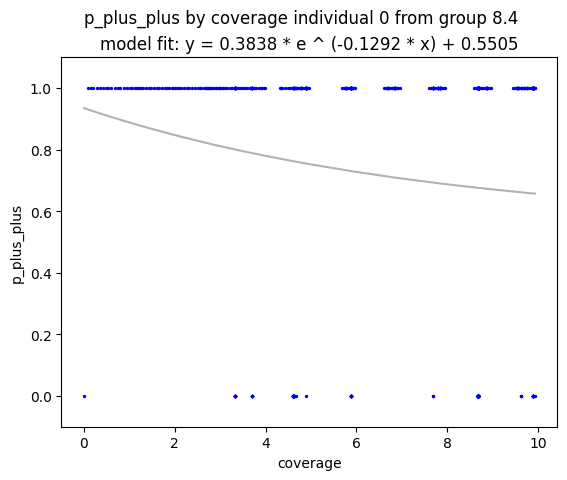 p_plus_plus by coverage individual 0 from group 8.4
model fit: y = 0.3838 * e ^ (-0.1292 * x) + 0.5505
1.0
0.8
0.6
0.4
0.2
0.0
p_plus_plus
0 2 4 6 8 10
coverage